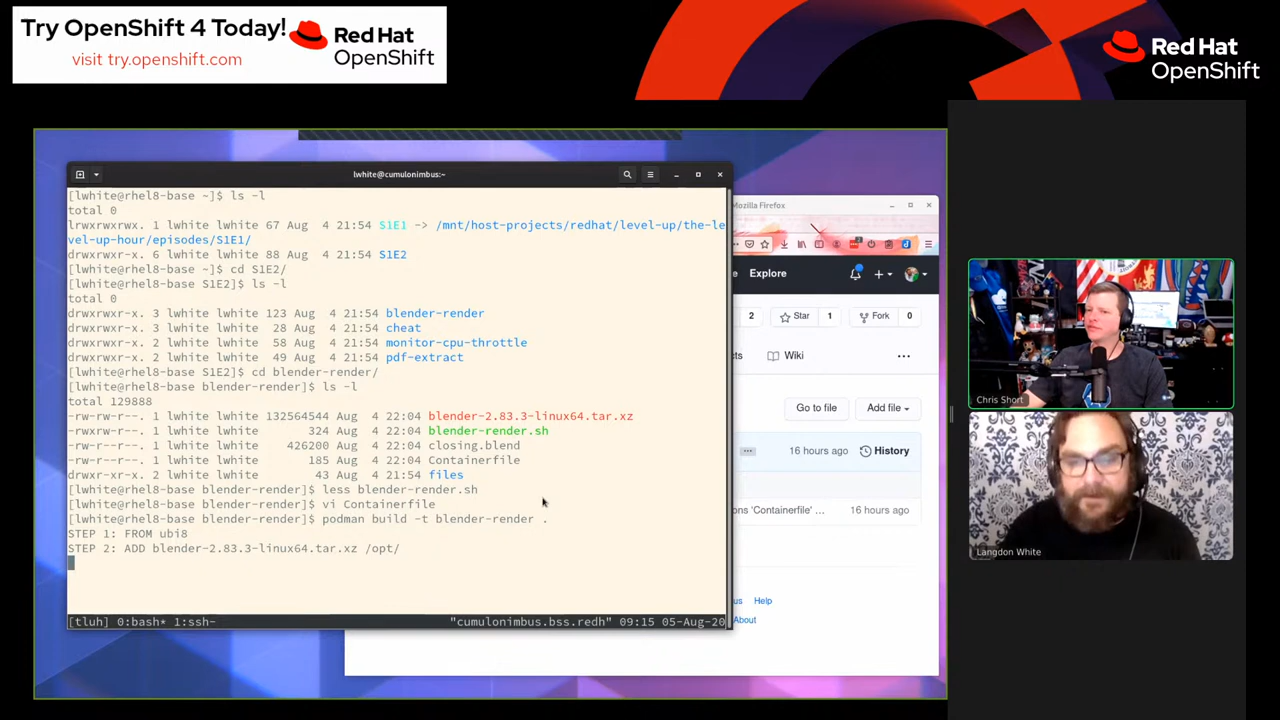 Try OpenShift 4 Today!
visit try.openshift.com
Red Hat
OpenShift
Red Hat
OpenShift
lwhite@cumulonimbus:~
[lwhite@rhel8-base ~]$ ls -l
total 0
lrwxrwxrwx. 1 lwhite lwhite 67 Aug  4 21:54 S1E1 -> /mnt/host-projects/redhat/level-up/the-le
vel-up-hour/episodes/S1E1/
drwxrwxr-x. 6 lwhite lwhite 88 Aug  4 21:54 S1E2
[lwhite@rhel8-base ~]$ cd S1E2/
[lwhite@rhel8-base S1E2]$ ls -l
total 0
drwxrwxr-x. 3 lwhite lwhite 123 Aug  4 21:54 blender-render
drwxrwxr-x. 3 lwhite lwhite  28 Aug  4 21:54 cheat
drwxrwxr-x. 2 lwhite lwhite  58 Aug  4 21:54 monitor-cpu-throttle
drwxrwxr-x. 2 lwhite lwhite  49 Aug  4 21:54 pdf-extract
[lwhite@rhel8-base S1E2]$ cd blender-render/
[lwhite@rhel8-base blender-render]$ ls -l
total 129888
-rw-rw-r--. 1 lwhite lwhite 132564544 Aug  4 22:04 blender-2.83.3-linux64.tar.xz
-rwxrwxr-x. 1 lwhite lwhite       324 Aug  4 22:04 blender-render.sh
-rw-r--r--. 1 lwhite lwhite    426200 Aug  4 22:04 closing.blend
-rw-rw-r--. 1 lwhite lwhite       185 Aug  4 22:04 Containerfile
drwxr-xr-x. 2 lwhite lwhite        43 Aug  4 21:54 files
[lwhite@rhel8-base blender-render]$ less blender-render.sh
[lwhite@rhel8-base blender-render]$ vi Containerfile
[lwhite@rhel8-base blender-render]$ podman build -t blender-render .
STEP 1: FROM ubi8
STEP 2: ADD blender-2.83.3-linux64.tar.xz /opt/
[tluh] 0:bash* 1:ssh- "cumulonimbus.bss.redh" 09:15 05-Aug-20
Mozilla Firefox
e Explore
2 Star 1 Fork 0
cts Wiki
Go to file Add file
16 hours ago History
ons 'Containerfile' ... 16 hours ago
us Help
About
Chris Short
Langdon White